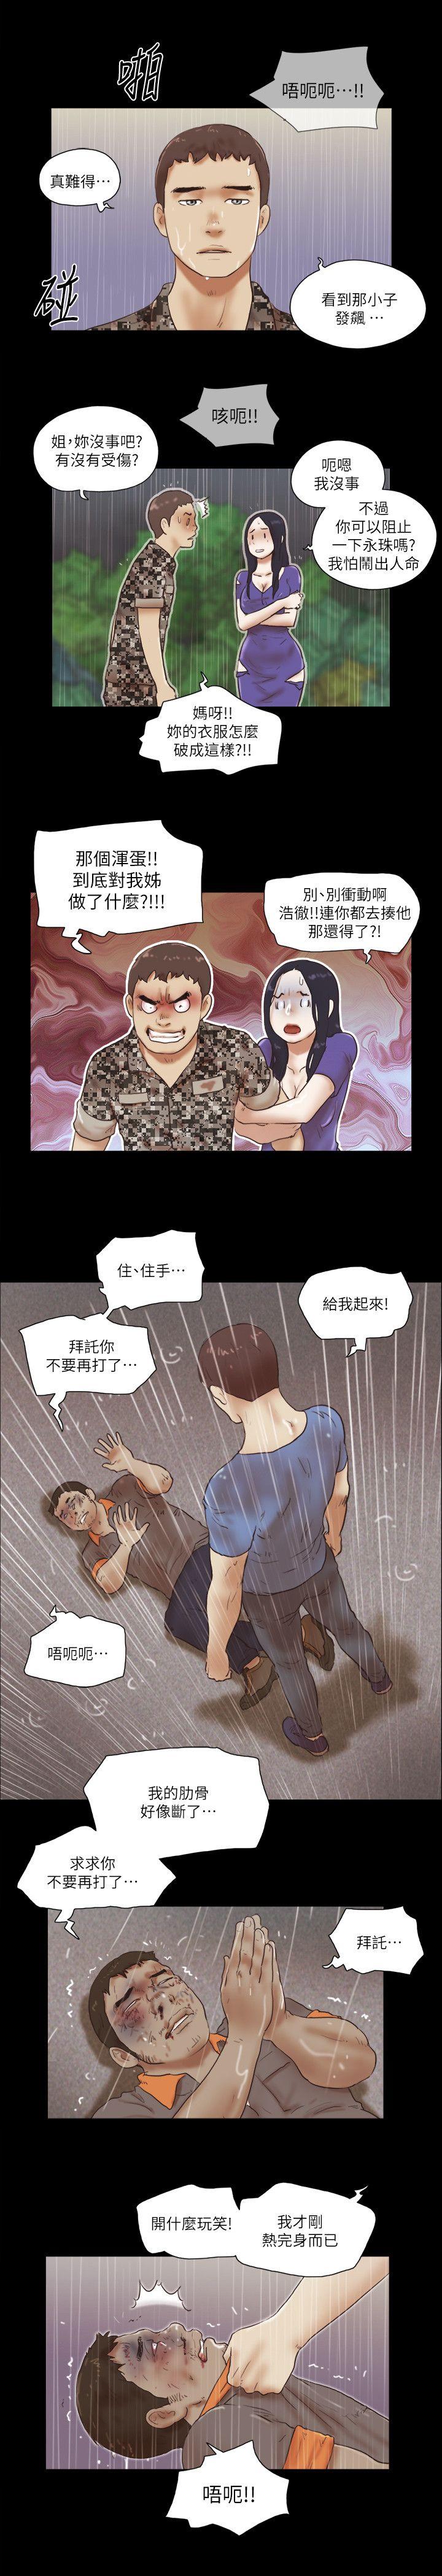 啪
唔呃呃…!!
真難得…
碰
看到那小子
發飆…
咳呃!!
姐，妳沒事吧?
有沒有受傷?
呃嗯
我沒事
不過
你可以阻止
一下永珠嗎?
我怕鬧出人命
媽呀!!
妳的衣服怎麼
破成這樣?!!
那個渾蛋!!
到底對我姊
做了什麼?!!!
別、別衝動啊
浩徹!!連你都去揍他
那還得了?!
住、住手…
給我起來!
拜託你
不要再打了…
唔呃呃…
我的肋骨
好像斷了…
求求你
不要再打了…
拜託…
開什麼玩笑!
我才剛
熱完身而已
唔呃!!